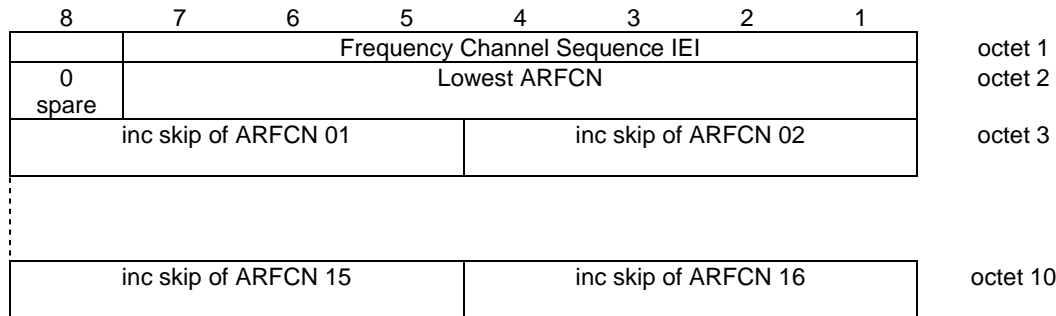 8 7 6 5 4 3 2 1
Frequency Channel Sequence IEI octet 1
0 Lowest ARFCN octet 2
spare
inc skip of ARFCN 01 inc skip of ARFCN 02 octet 3
inc skip of ARFCN 15 inc skip of ARFCN 16 octet 10